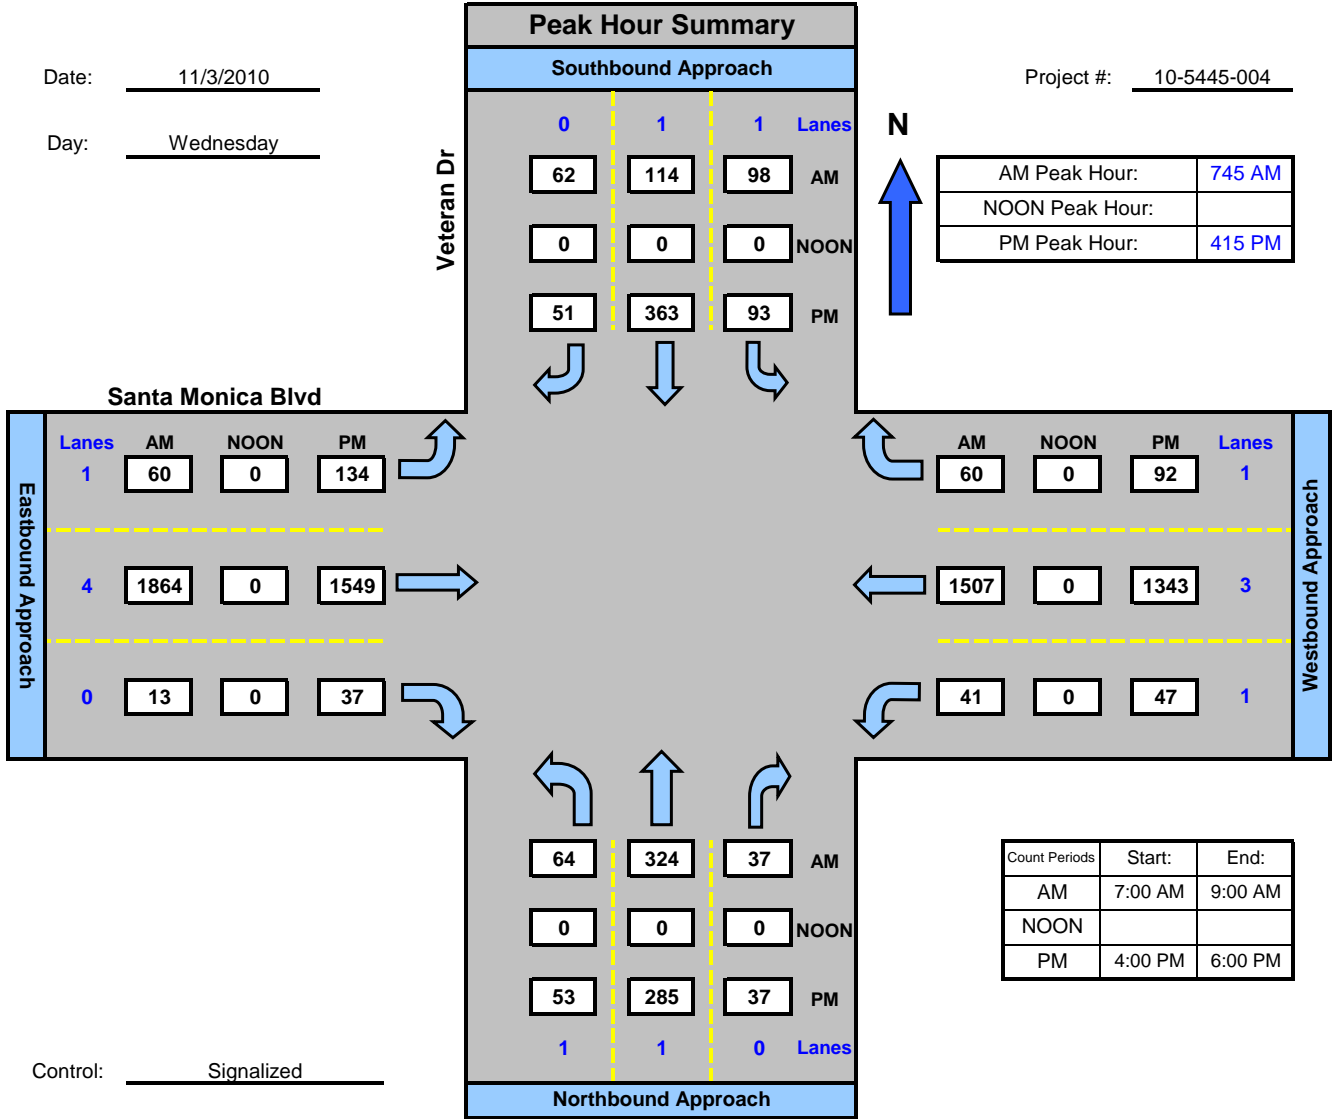 Peak Hour Summary
Southbound Approach
Date: 11/3/2010
Project #: 10-5445-004
Day: Wednesday
0 1 1 Lanes
62 114 98 AM
0 0 0 NOON
51 363 93 PM
Veteran Dr
N
AM Peak Hour: 745 AM
NOON Peak Hour:
PM Peak Hour: 415 PM
Santa Monica Blvd
Eastbound Approach
Lanes AM NOON PM
1 60 0 134
4 1864 0 1549
0 13 0 37
AM NOON PM Lanes
60 0 92 1
1507 0 1343 3
41 0 47 1
Westbound Approach
64 324 37 AM
0 0 0 NOON
53 285 37 PM
1 1 0 Lanes
Count Periods Start: End:
AM 7:00 AM 9:00 AM
NOON
PM 4:00 PM 6:00 PM
Control: Signalized
Northbound Approach